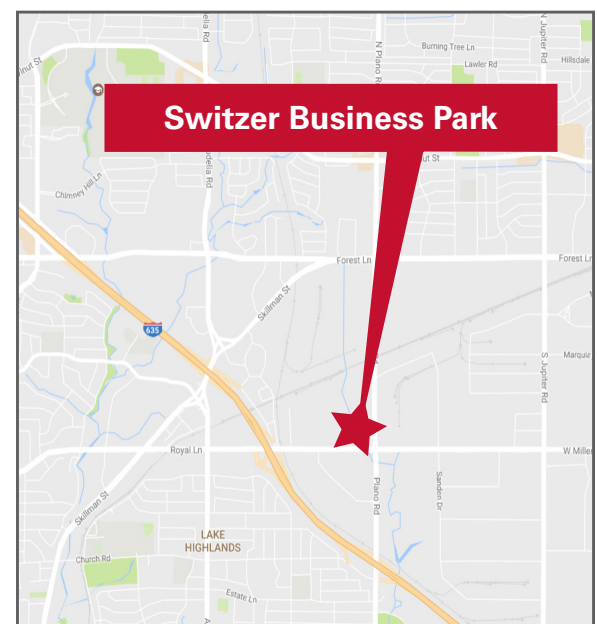 N Jupiter Rd
Burning Tree Ln
Lawler Rd
Hillsdale
N Plano R
Switzer Business Park
ut St
Chimney Hill Ln
Forest Ln
Forest Ln
Skillman St
635
Marquis
S Jupiter Rd
Royal Ln
W Miller
Plano Rd
Sanden Dr
Skillman St
LAKE
HIGHLANDS
Church Rd
Estate Ln
A